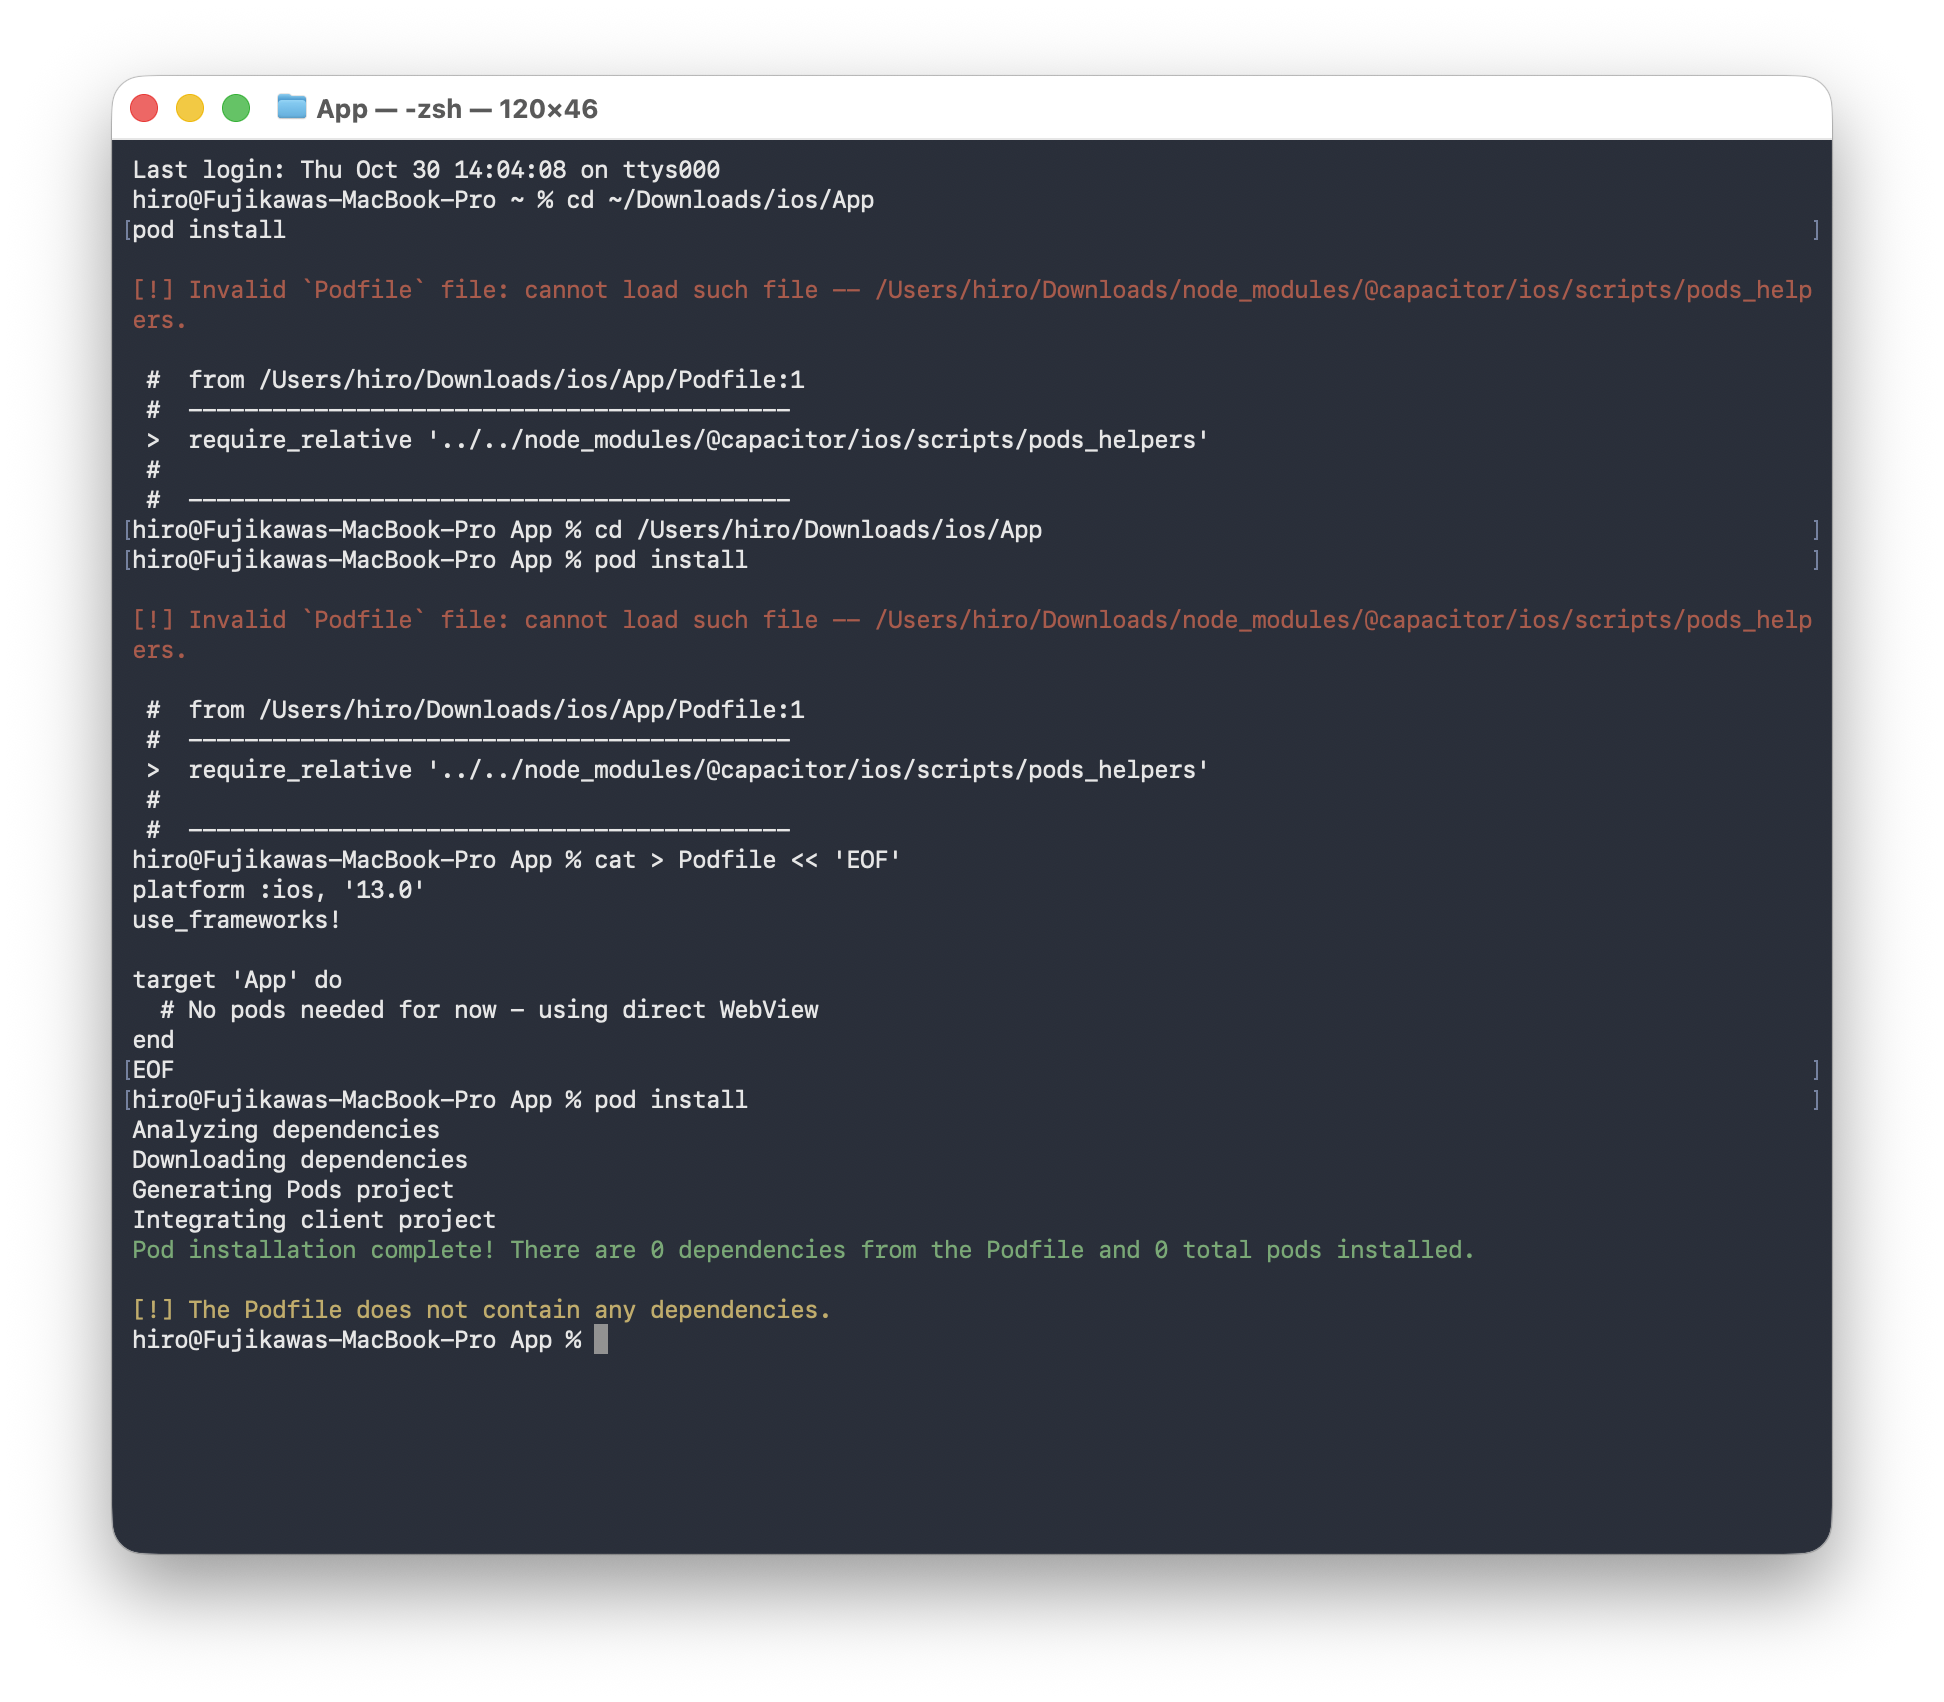 App — -zsh — 120×46
Last login: Thu Oct 30 14:04:08 on ttys000
hiro@Fujikawas-MacBook-Pro ~ % cd ~/Downloads/ios/App
[pod install ]
[!] Invalid `Podfile` file: cannot load such file -- /Users/hiro/Downloads/node_modules/@capacitor/ios/scripts/pods_help
ers.
 #  from /Users/hiro/Downloads/ios/App/Podfile:1
 #  -------------------------------------------
 >  require_relative '../../node_modules/@capacitor/ios/scripts/pods_helpers'
 #
 #  -------------------------------------------
[hiro@Fujikawas-MacBook-Pro App % cd /Users/hiro/Downloads/ios/App ]
[hiro@Fujikawas-MacBook-Pro App % pod install ]
[!] Invalid `Podfile` file: cannot load such file -- /Users/hiro/Downloads/node_modules/@capacitor/ios/scripts/pods_help
ers.
 #  from /Users/hiro/Downloads/ios/App/Podfile:1
 #  -------------------------------------------
 >  require_relative '../../node_modules/@capacitor/ios/scripts/pods_helpers'
 #
 #  -------------------------------------------
hiro@Fujikawas-MacBook-Pro App % cat > Podfile << 'EOF'
platform :ios, '13.0'
use_frameworks!
target 'App' do
  # No pods needed for now - using direct WebView
end
[EOF ]
[hiro@Fujikawas-MacBook-Pro App % pod install ]
Analyzing dependencies
Downloading dependencies
Generating Pods project
Integrating client project
Pod installation complete! There are 0 dependencies from the Podfile and 0 total pods installed.
[!] The Podfile does not contain any dependencies.
hiro@Fujikawas-MacBook-Pro App %